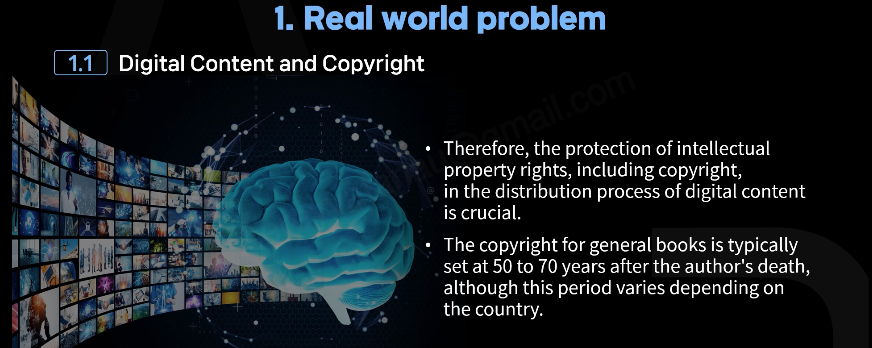 1. Real world problem
1.1 Digital Content and Copyright
• Therefore, the protection of intellectual
property rights, including copyright,
in the distribution process of digital content
is crucial.
• The copyright for general books is typically
set at 50 to 70 years after the author's death,
although this period varies depending on
the country.